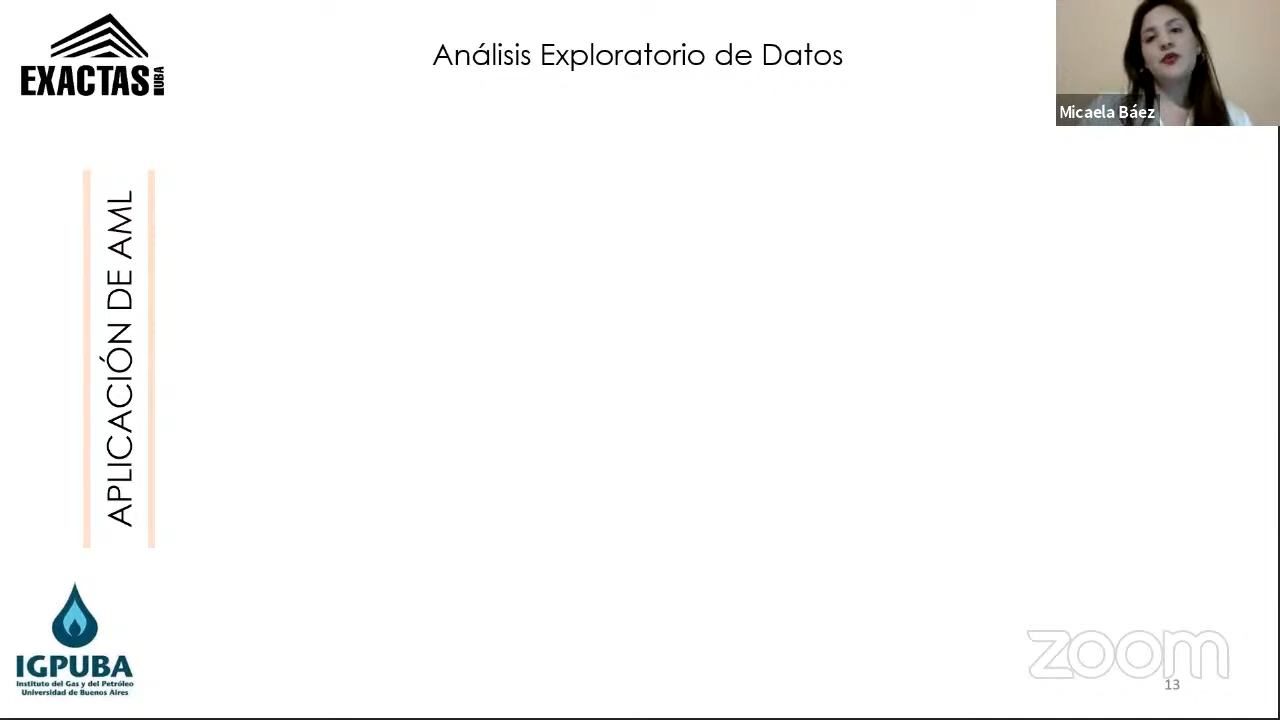 EXACTAS UBA
Análisis Exploratorio de Datos
Micaela Báez
APLICACIÓN DE AML
IGPUBA
Instituto del Gas y del Petróleo
Universidad de Buenos Aires
zoom
13